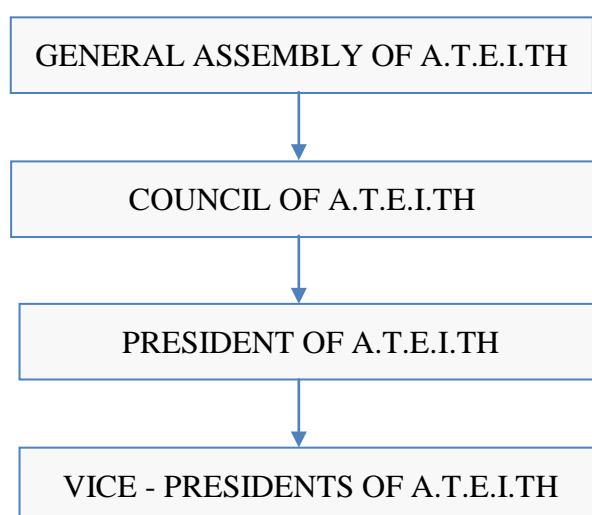 GENERAL ASSEMBLY OF A.T.E.I.TH
COUNCIL OF A.T.E.I.TH
PRESIDENT OF A.T.E.I.TH
VICE - PRESIDENTS OF A.T.E.I.TH